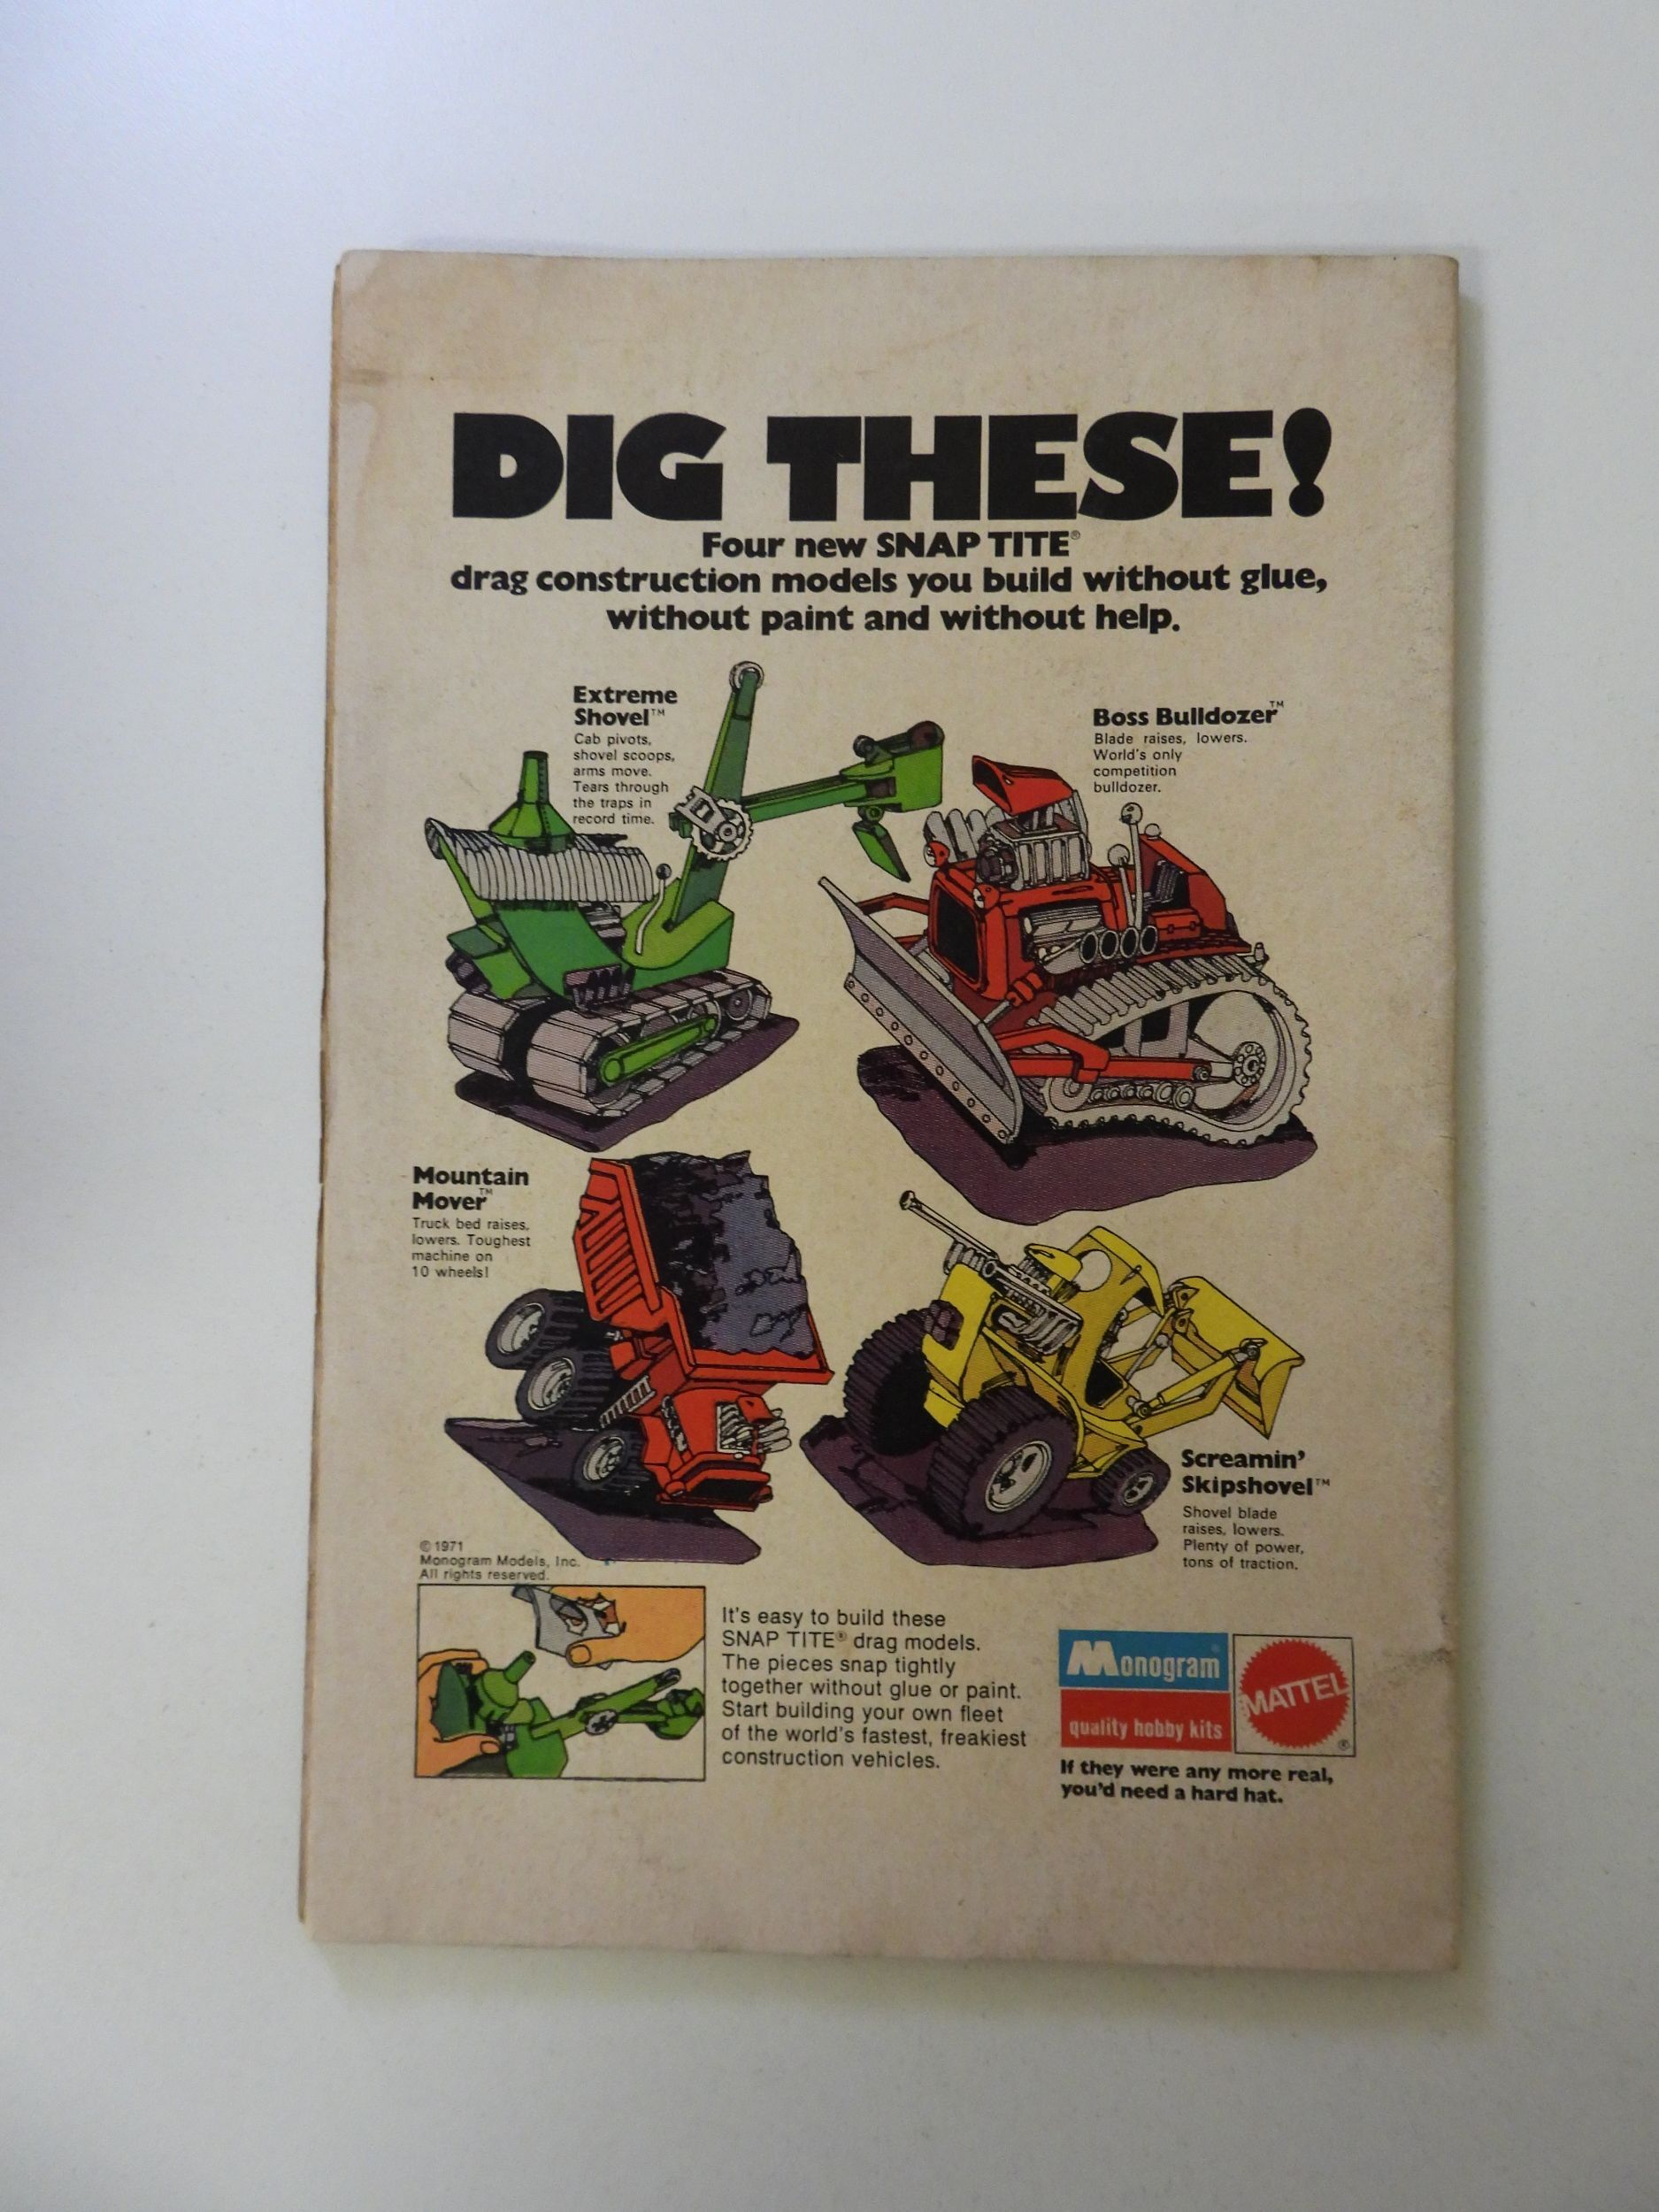 DIG THESE!
Four new SNAP TITE®
drag construction models you build without glue,
without paint and without help.
Extreme
Shovel™
Cab pivots,
shovel scoops,
arms move.
Tears through
the traps in
record time.
Boss Bulldozer™
Blade raises, lowers.
World's only
competition
bulldozer.
Mountain
Mover™
Truck bed raises,
lowers. Toughest
machine on
10 wheels!
Screamin'
Skipshovel™
Shovel blade
raises, lowers.
Plenty of power,
tons of traction.
© 1971
Monogram Models, Inc.
All rights reserved.
It's easy to build these
SNAP TITE® drag models.
The pieces snap tightly
together without glue or paint.
Start building your own fleet
of the world's fastest, freakiest
construction vehicles.
Monogram®
quality hobby kits
MATTEL®
If they were any more real,
you'd need a hard hat.